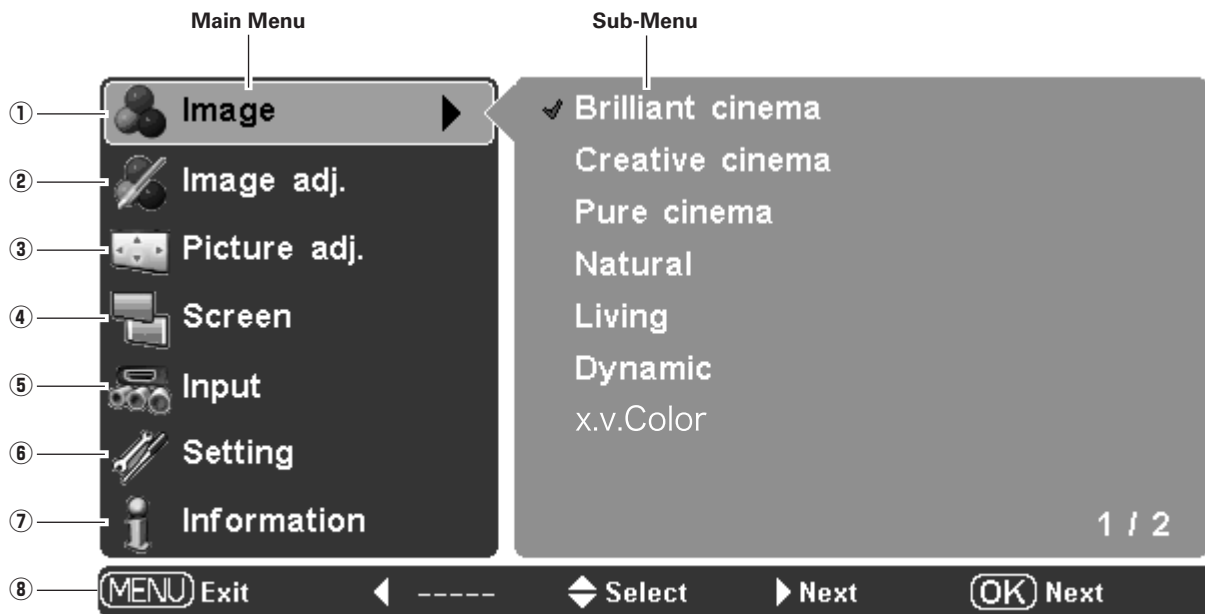 Main Menu
Sub-Menu
① Image
② Image adj.
③ Picture adj.
④ Screen
⑤ Input
⑥ Setting
⑦ Information
Brilliant cinema
Creative cinema
Pure cinema
Natural
Living
Dynamic
x.v.Color
1 / 2
⑧ MENU Exit ◀ ----- Select ▶ Next OK Next